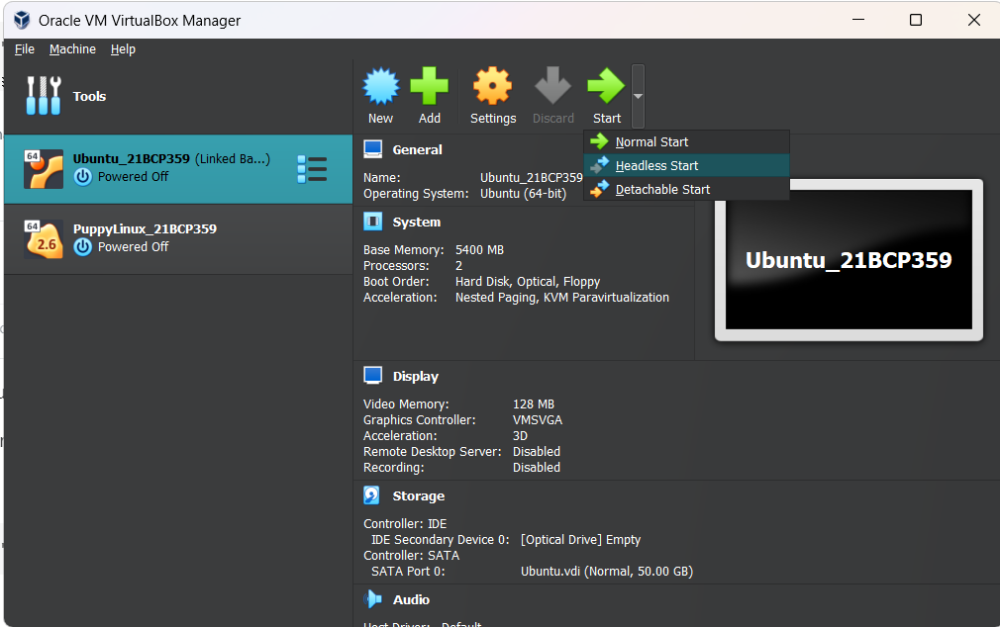 Oracle VM VirtualBox Manager
File Machine Help
Tools
New Add Settings Discard Start
Normal Start
Headless Start
Detachable Start
64
Ubuntu_21BCP359 (Linked Ba...)
Powered Off
64
2.6
PuppyLinux_21BCP359
Powered Off
General
Name: Ubuntu_21BCP359
Operating System: Ubuntu (64-bit)
System
Base Memory: 5400 MB
Processors: 2
Boot Order: Hard Disk, Optical, Floppy
Acceleration: Nested Paging, KVM Paravirtualization
Ubuntu_21BCP359
Display
Video Memory: 128 MB
Graphics Controller: VMSVGA
Acceleration: 3D
Remote Desktop Server: Disabled
Recording: Disabled
Storage
Controller: IDE
IDE Secondary Device 0: [Optical Drive] Empty
Controller: SATA
SATA Port 0: Ubuntu.vdi (Normal, 50.00 GB)
Audio
Host Driver: Default